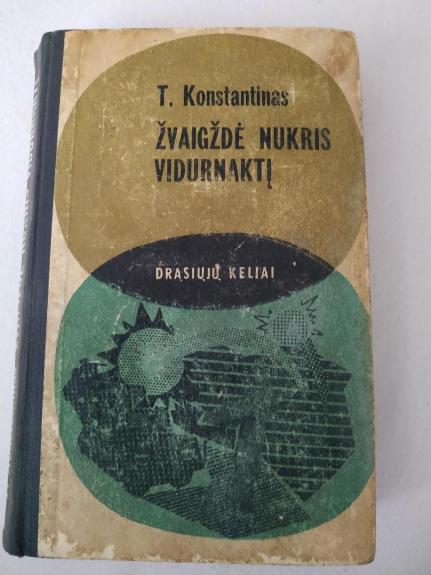 T. Konstantinas
ŽVAIGŽDĖ NUKRIS
VIDURNAKTĮ
DRĄSIŲJŲ KELIAI